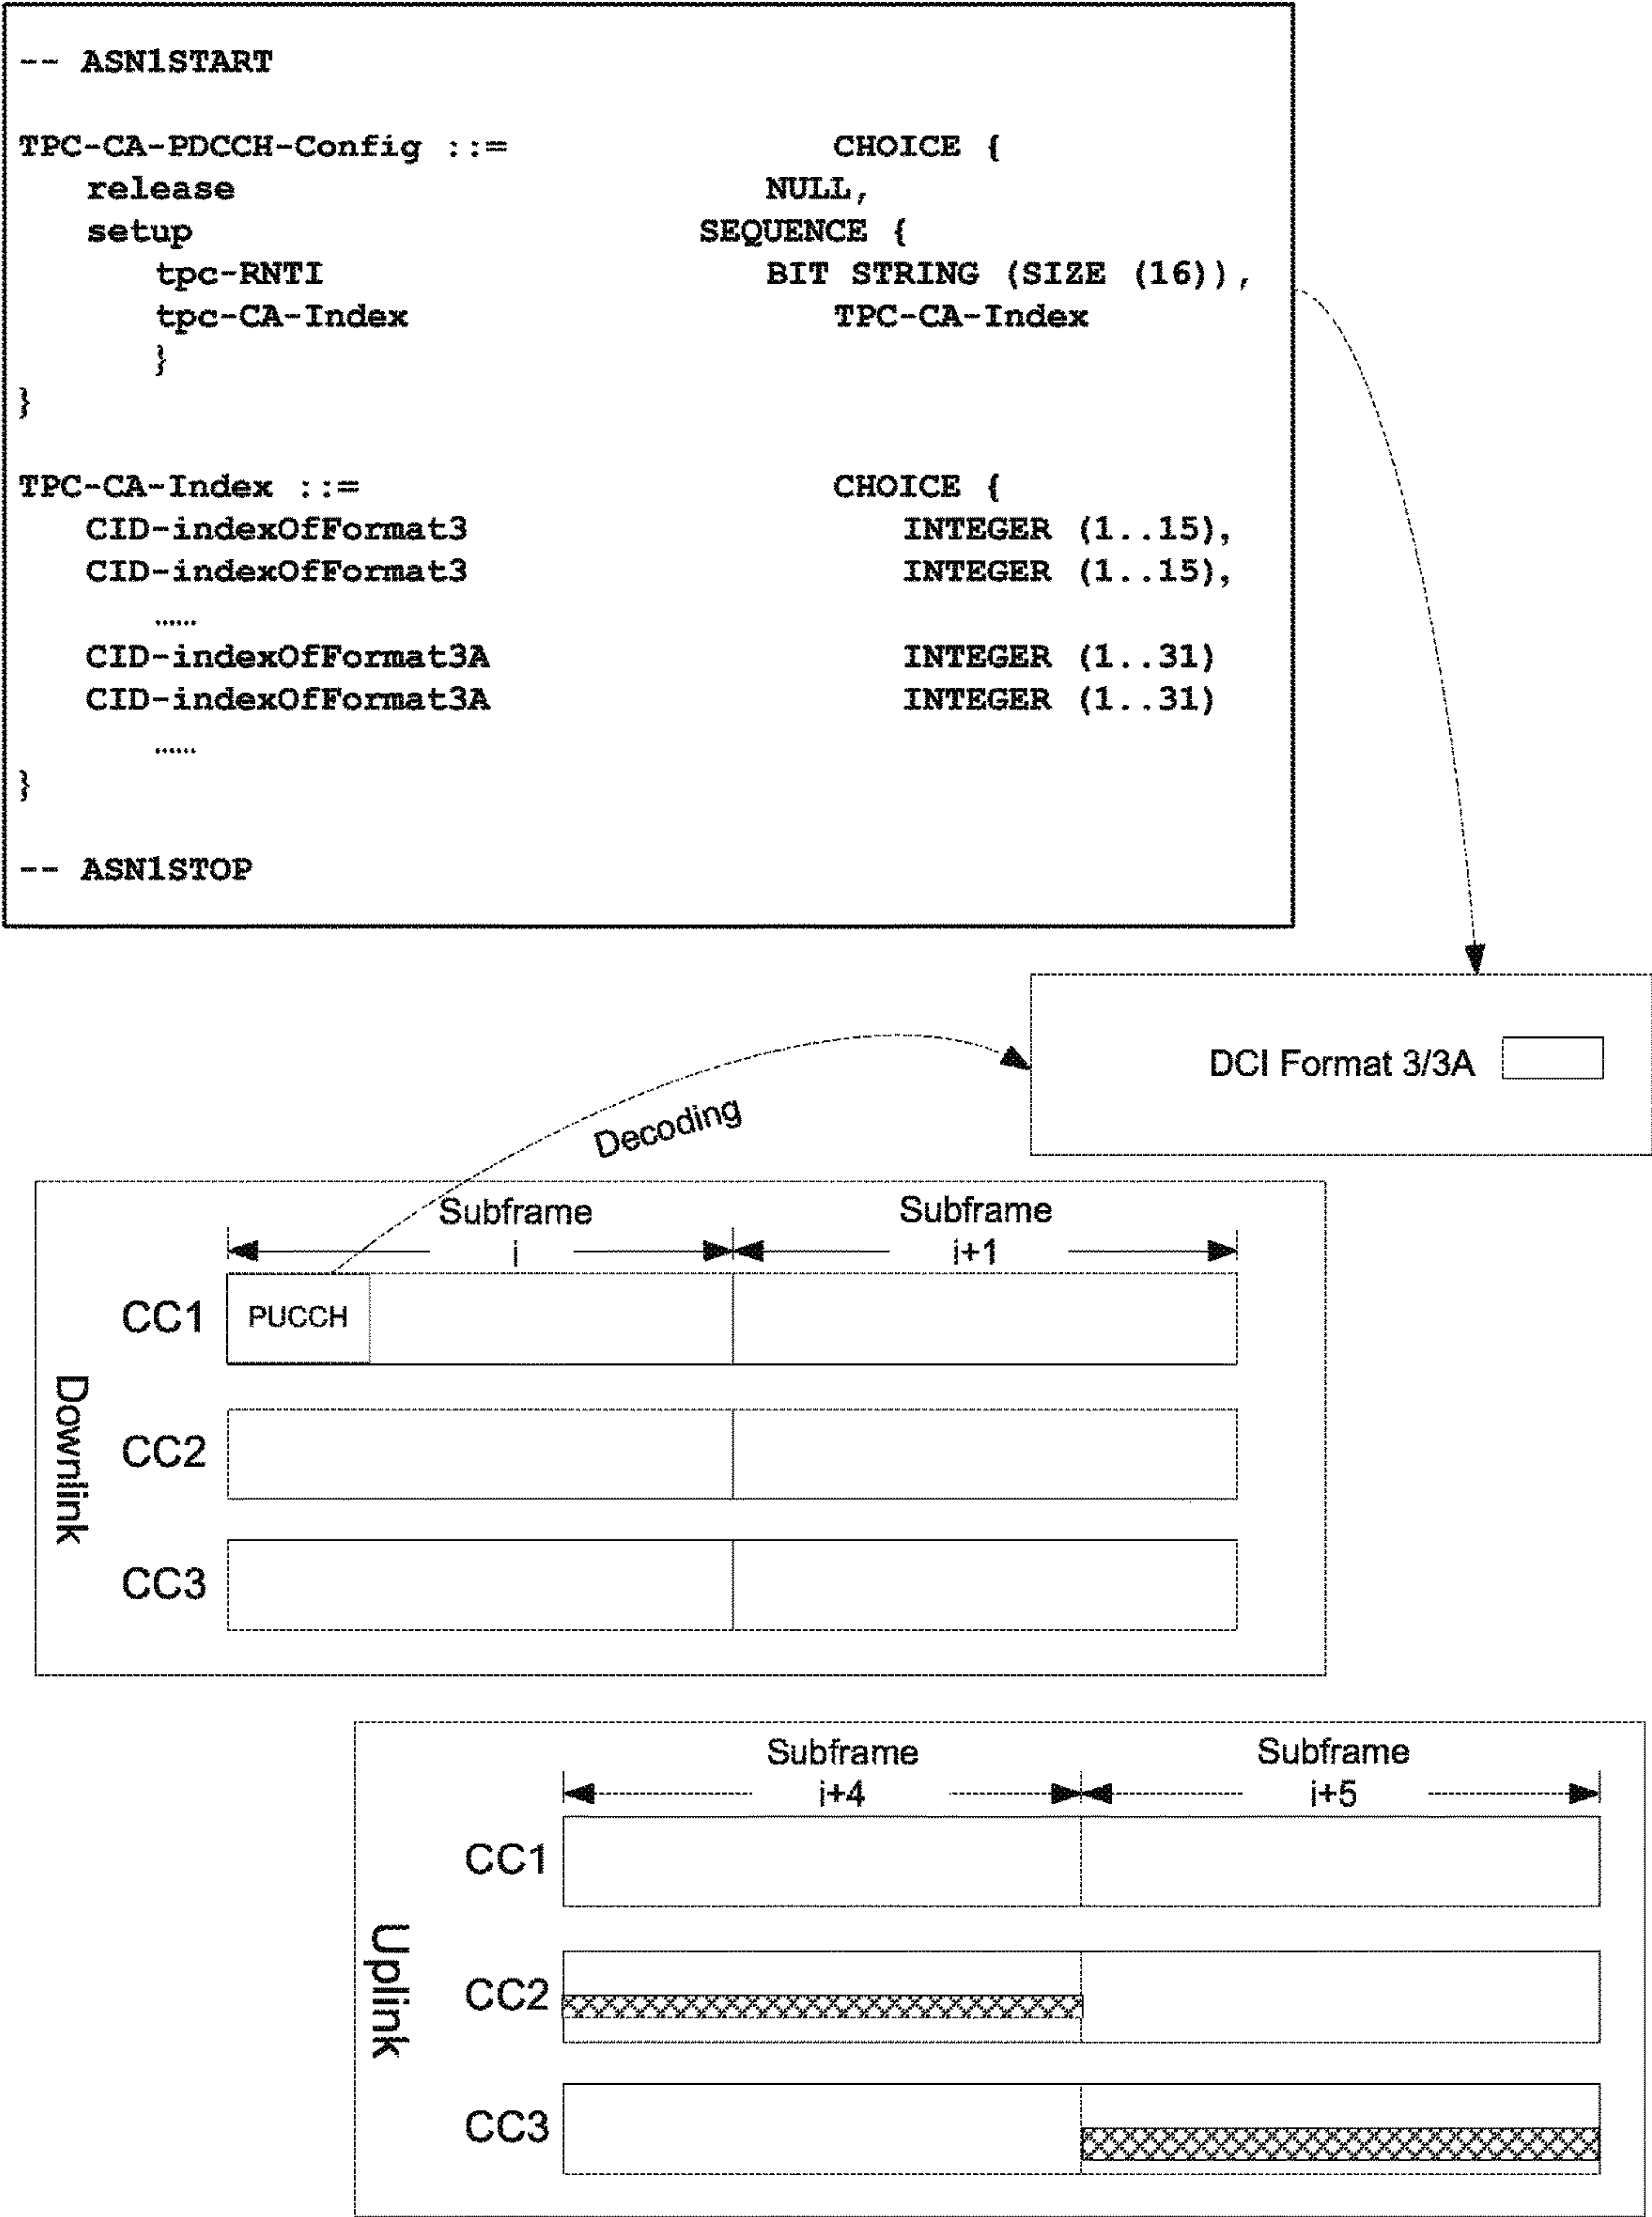 -- ASN1START
TPC-CA-PDCCH-Config ::= CHOICE {
release NULL,
setup SEQUENCE {
tpc-RNTI BIT STRING (SIZE (16)),
tpc-CA-Index TPC-CA-Index
}
}
TPC-CA-Index ::= CHOICE {
CID-indexOfFormat3 INTEGER (1..15),
CID-indexOfFormat3 INTEGER (1..15),
......
CID-indexOfFormat3A INTEGER (1..31)
CID-indexOfFormat3A INTEGER (1..31)
......
}
-- ASN1STOP
DCI Format 3/3A
Decoding
Downlink
Subframe
i
Subframe
i+1
CC1
PUCCH
CC2
CC3
Uplink
Subframe
i+4
Subframe
i+5
CC1
CC2
CC3